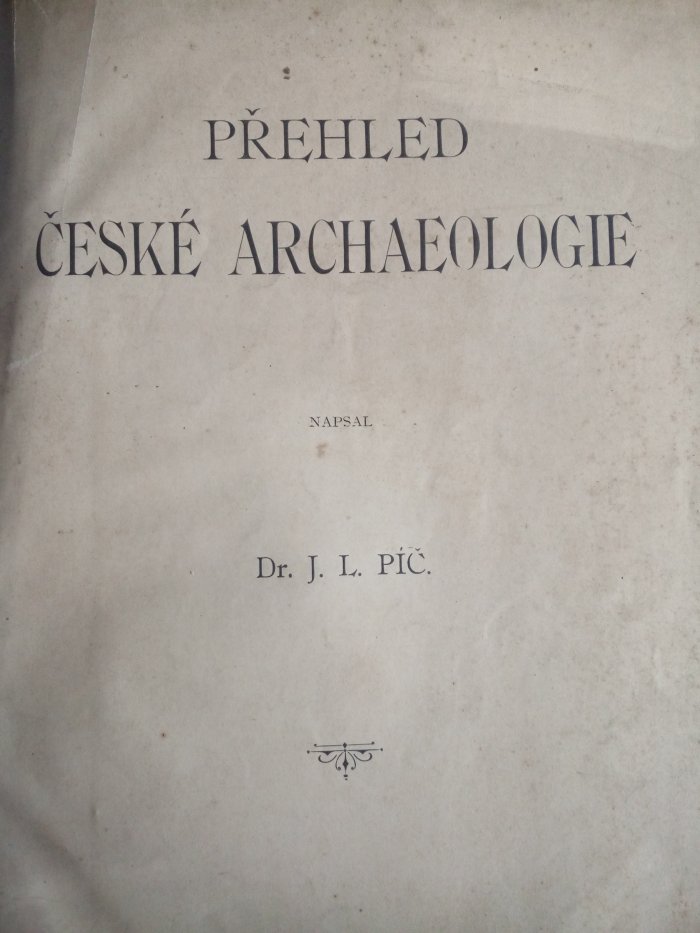 PŘEHLED
ČESKÉ ARCHAEOLOGIE
NAPSAL
Dr. J. L. PÍČ.